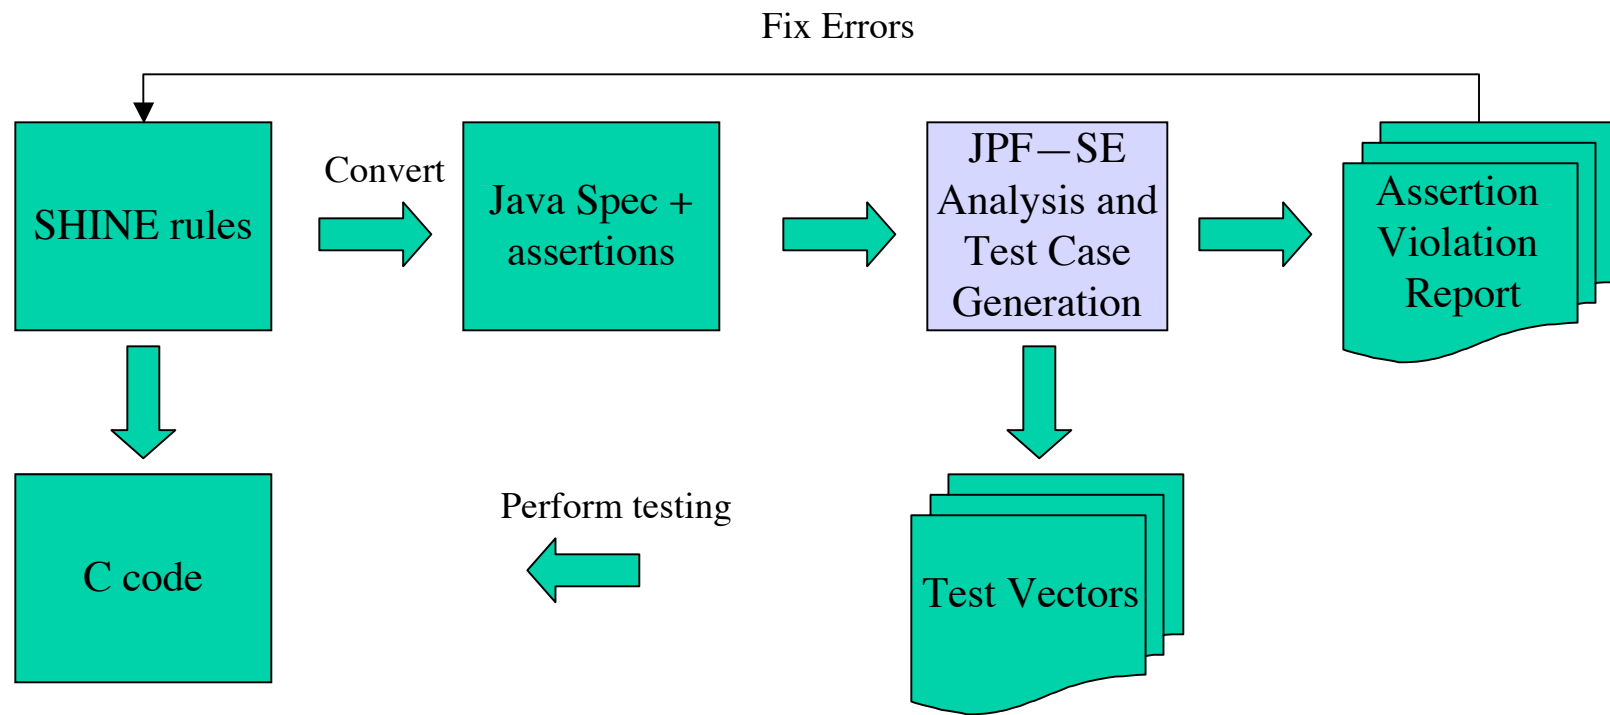 Fix Errors
SHINE rules
Convert
Java Spec +
assertions
JPF—SE
Analysis and
Test Case
Generation
Assertion
Violation
Report
C code
Perform testing
Test Vectors